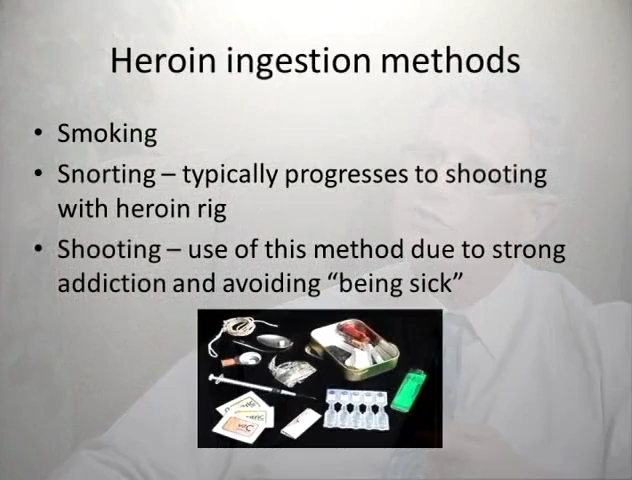 Heroin ingestion methods
• Smoking
• Snorting – typically progresses to shooting
with heroin rig
• Shooting – use of this method due to strong
addiction and avoiding “being sick”